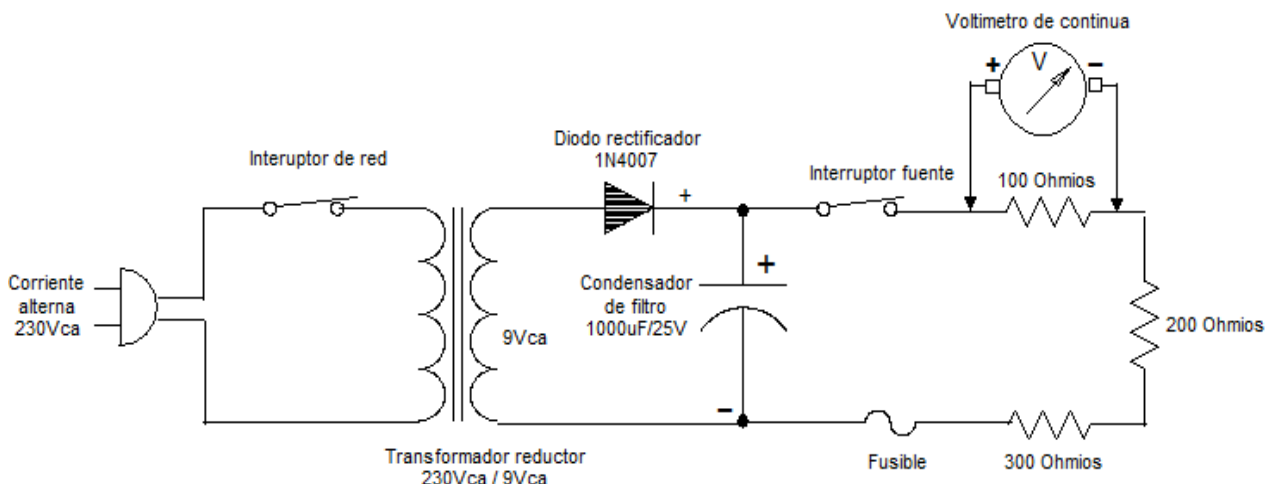 Voltimetro de continua
+
V
−
Diodo rectificador
1N4007
Interuptor de red
+
Interruptor fuente
100 Ohmios
Corriente
alterna
230Vca
9Vca
Condensador
de filtro
1000uF/25V
+
−
200 Ohmios
Transformador reductor
230Vca / 9Vca
Fusible
300 Ohmios